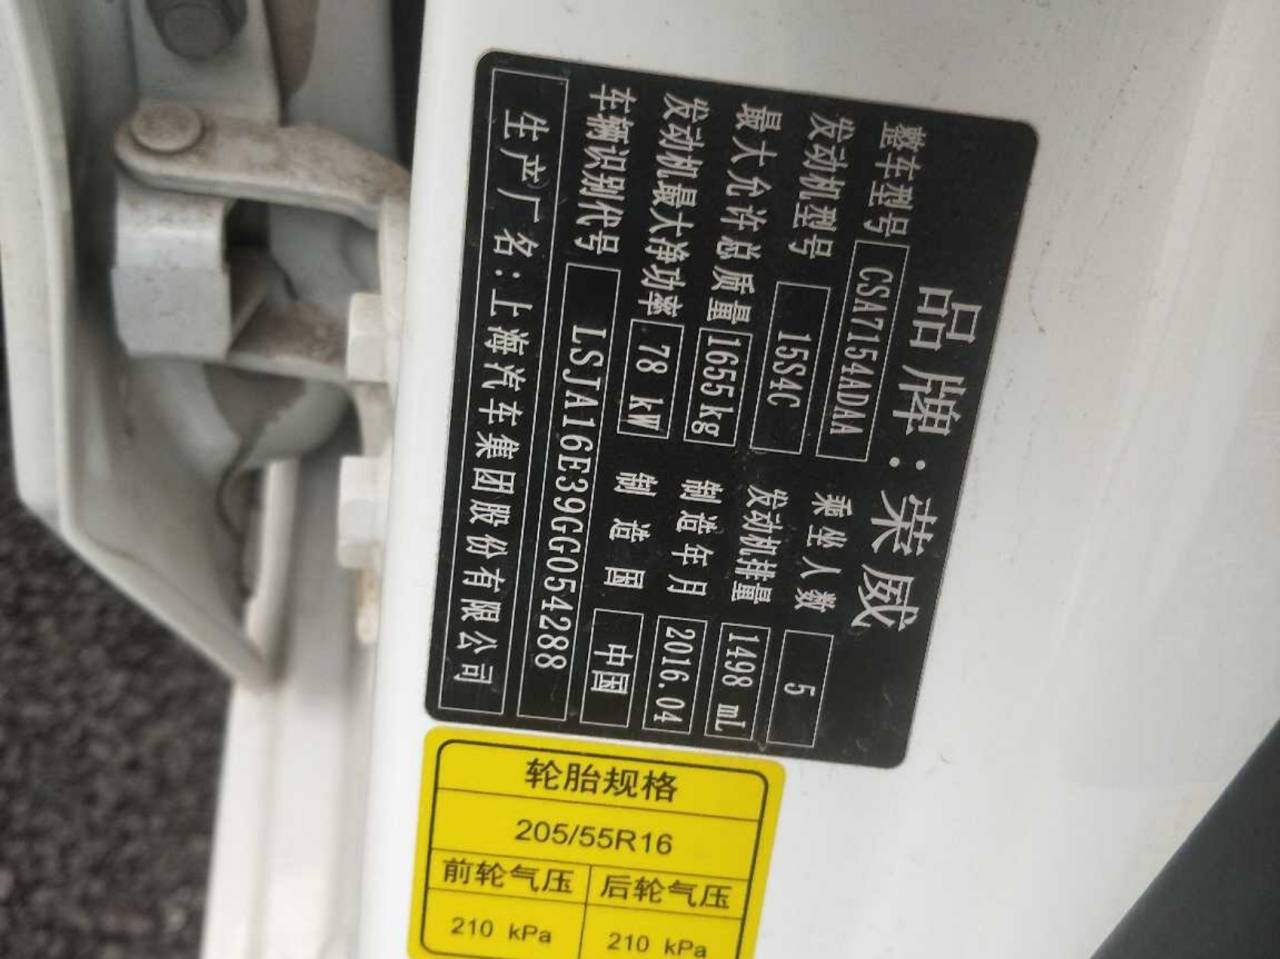 品牌：荣威
整车型号 CSA7154ADAA 乘坐人数 5
发动机型号 15S4C 发动机排量 1498 mL
最大允许总质量 1655kg 制造年月 2016.04
发动机最大净功率 78 kW 制造国 中国
车辆识别代号 LSJA16E39GG054288
生产厂名：上海汽车集团股份有限公司
轮胎规格
205/55R16
前轮气压 后轮气压
210 kPa 210 kPa